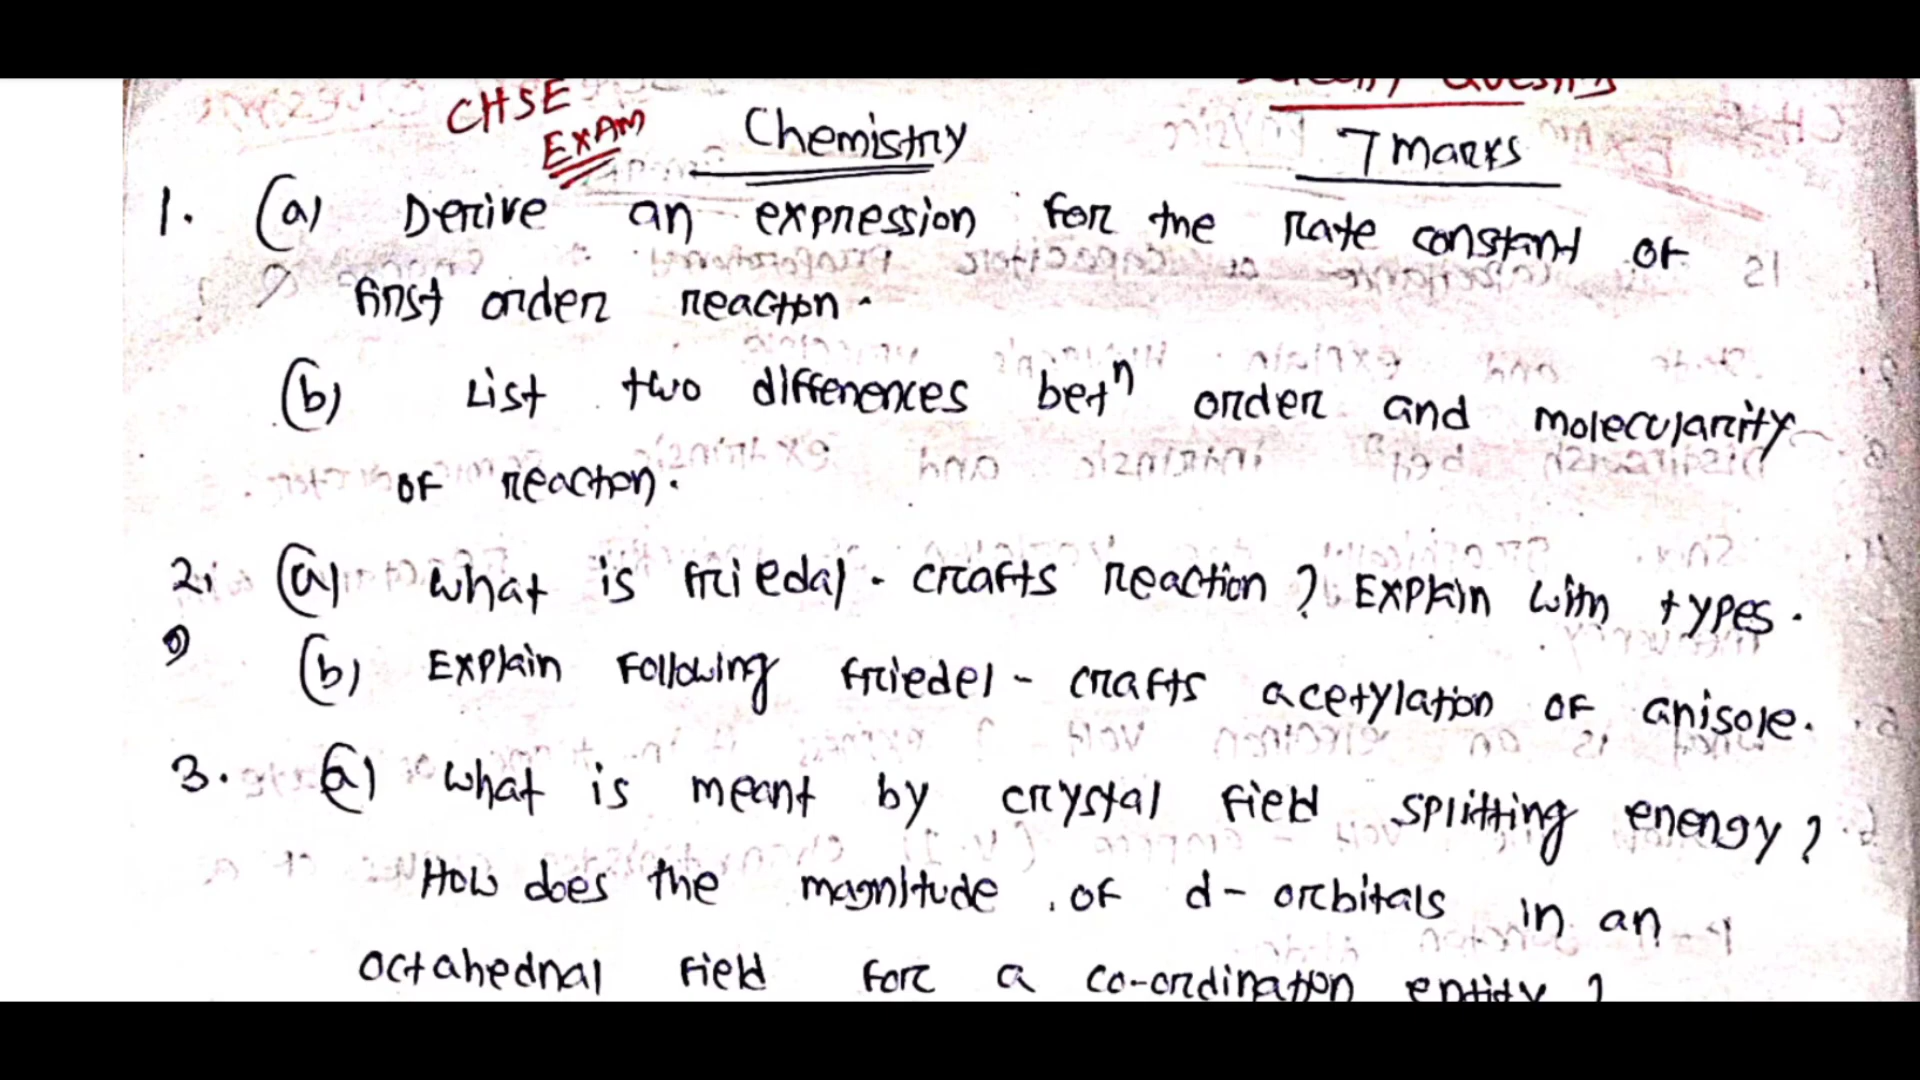 CHSE
EXAM
Chemistry
7 marks
1. (a) Derive an expression for the rate constant of
first order reaction.
(b) List two differences betn order and molecularity
of reaction.
2. (a) what is friedal - crafts reaction ? Explain with types.
(b) Explain Following friedel - crafts acetylation of anisole.
3. (a) what is meant by crystal field splitting energy ?
How does the magnitude of d - orbitals in an
octahedral field for a co-ordination entity ?